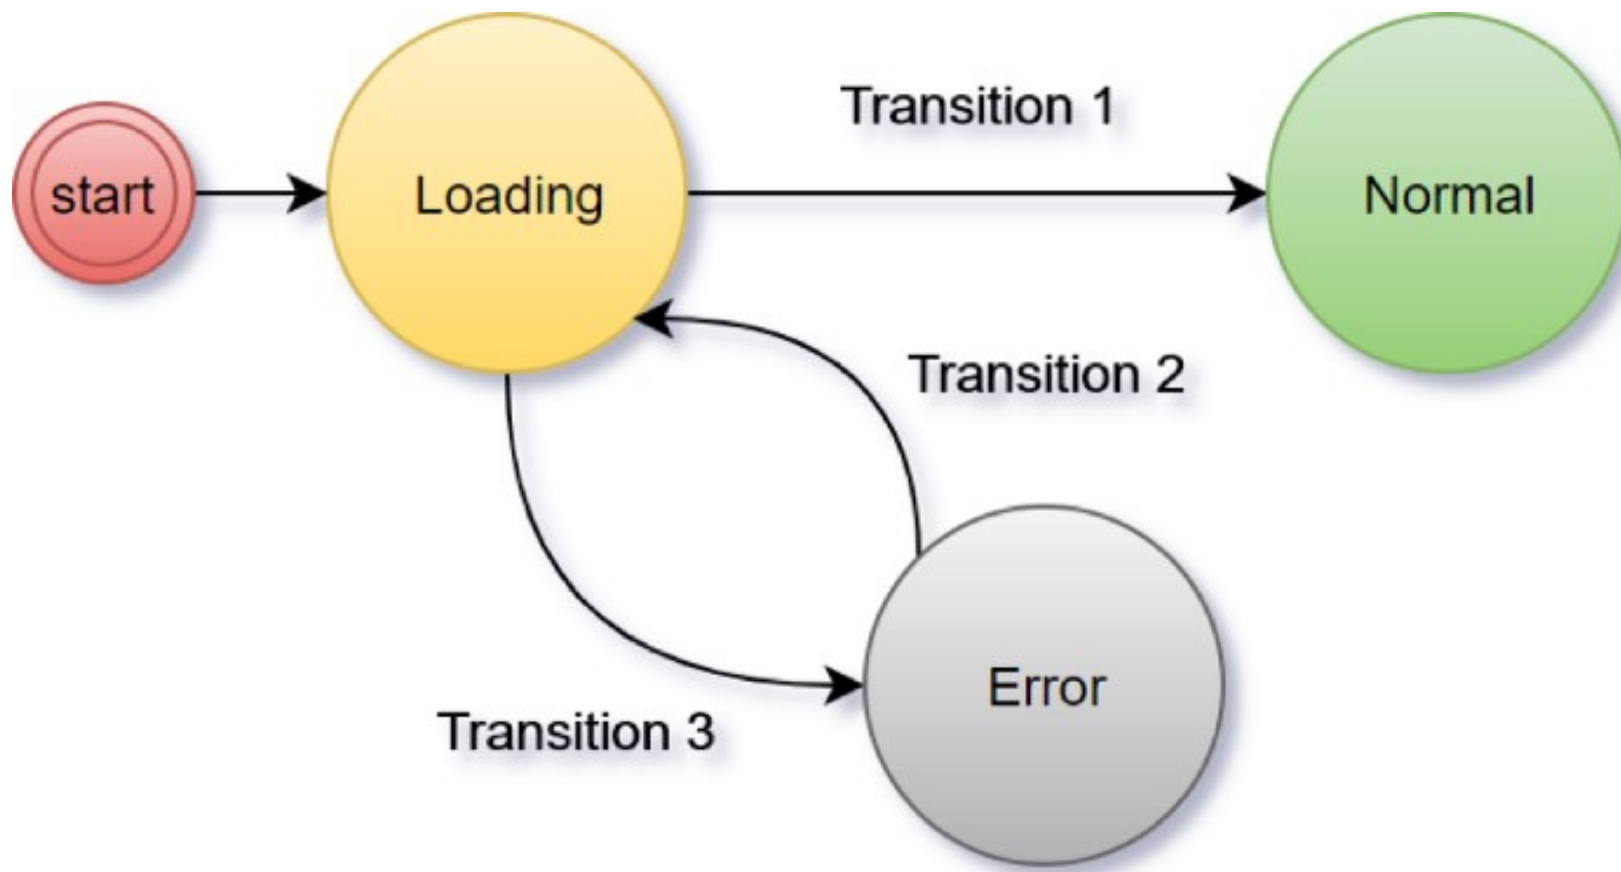 start
Loading
Transition 1
Normal
Transition 2
Error
Transition 3